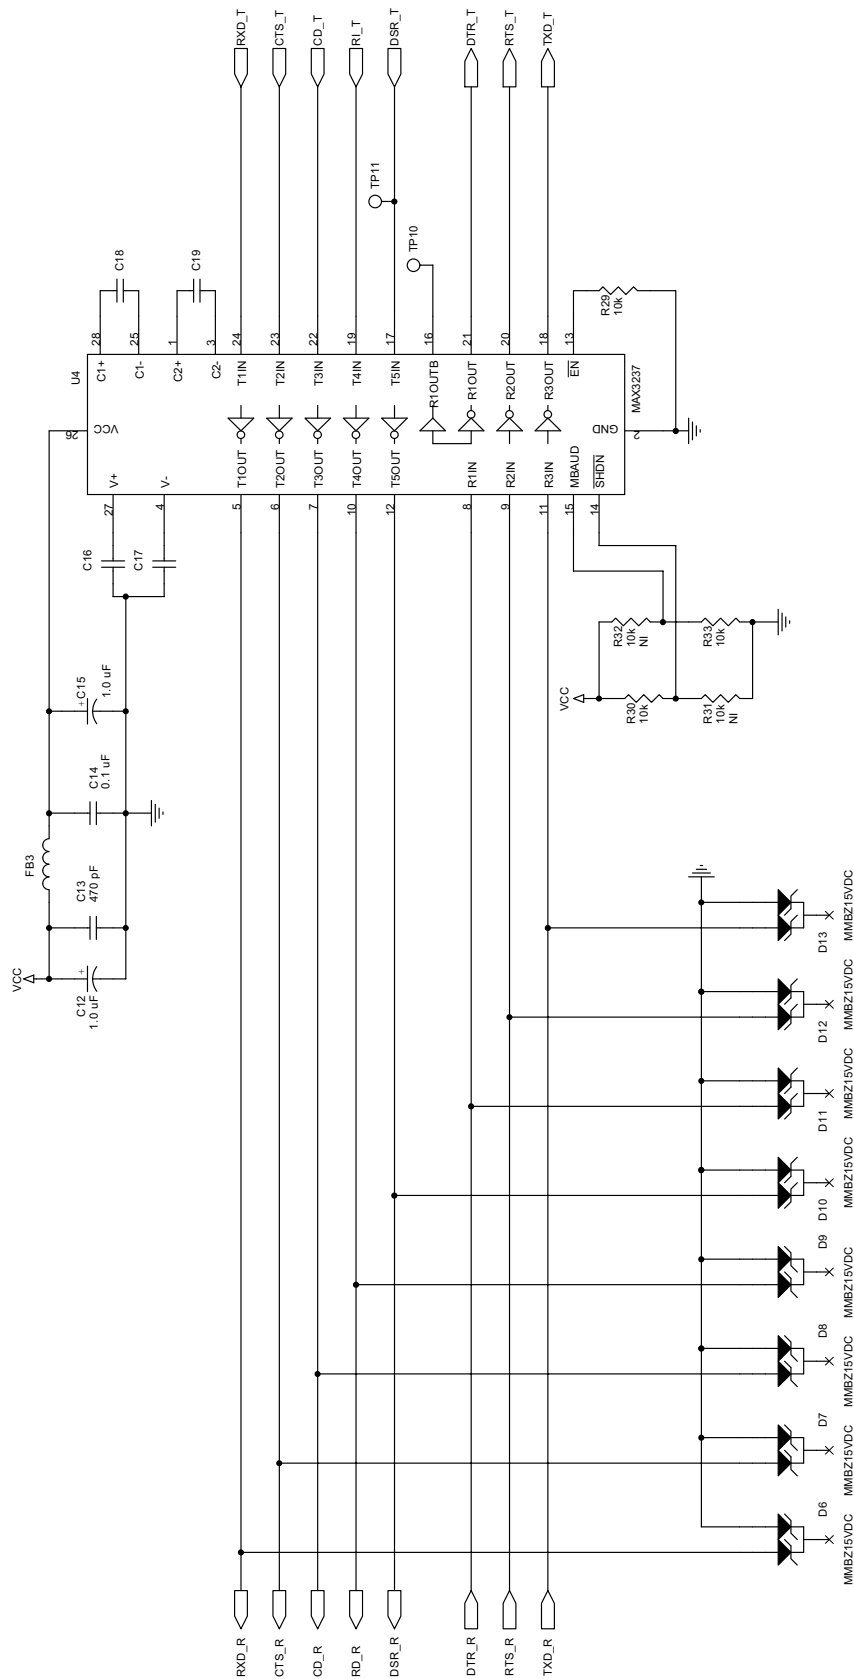 RXD_T
CTS_T
CD_T
RI_T
DSR_T
DTR_T
RTS_T
TXD_T
TP11
TP10
C18
C19
R29
10k
28
25
1
3
24
23
22
19
17
16
21
20
18
13
U4
C1+
C1-
C2+
C2-
T1IN
T2IN
T3IN
T4IN
T5IN
R1OUTB
R1OUT
R2OUT
R3OUT
EN
MAX3237
26
VCC
GND
2
V+
V-
T1OUT
T2OUT
T3OUT
T4OUT
T5OUT
R1IN
R2IN
R3IN
MBAUD
SHDN
27
4
5
6
7
10
12
8
9
11
15
14
C16
C17
+
C15
1.0 uF
C14
0.1 uF
FB3
C13
470 pF
VCC
+
C12
1.0 uF
R32
10k
NI
R33
10k
VCC
R30
10k
R31
10k
NI
D13
MMBZ15VDC
D12
MMBZ15VDC
D11
MMBZ15VDC
D10
MMBZ15VDC
D9
MMBZ15VDC
D8
MMBZ15VDC
D7
MMBZ15VDC
D6
MMBZ15VDC
RXD_R
CTS_R
CD_R
RD_R
DSR_R
DTR_R
RTS_R
TXD_R